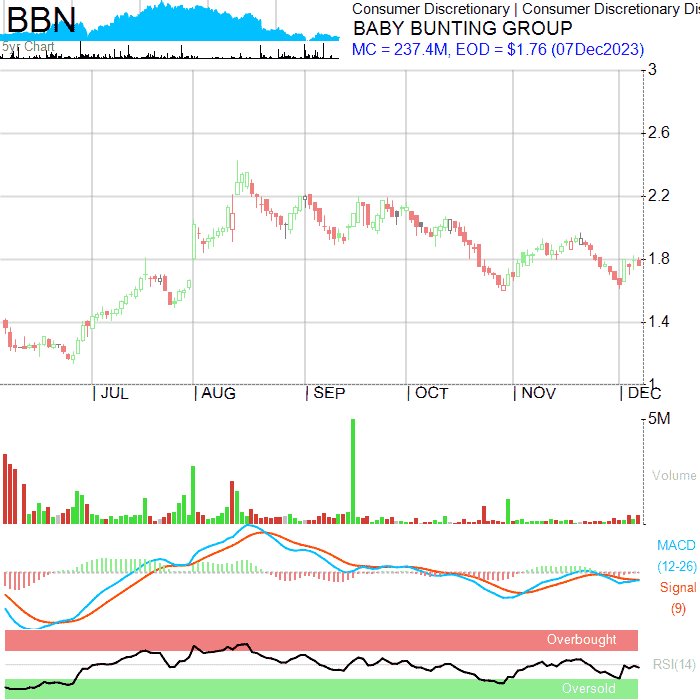 BBN
5yr Chart
Consumer Discretionary | Consumer Discretionary Dis
BABY BUNTING GROUP
MC = 237.4M, EOD = $1.76 (07Dec2023)
3
2.6
2.2
1.8
1.4
1
JUL
AUG
SEP
OCT
NOV
DEC
5M
Volume
MACD
(12-26)
Signal
(9)
Overbought
RSI(14)
Oversold